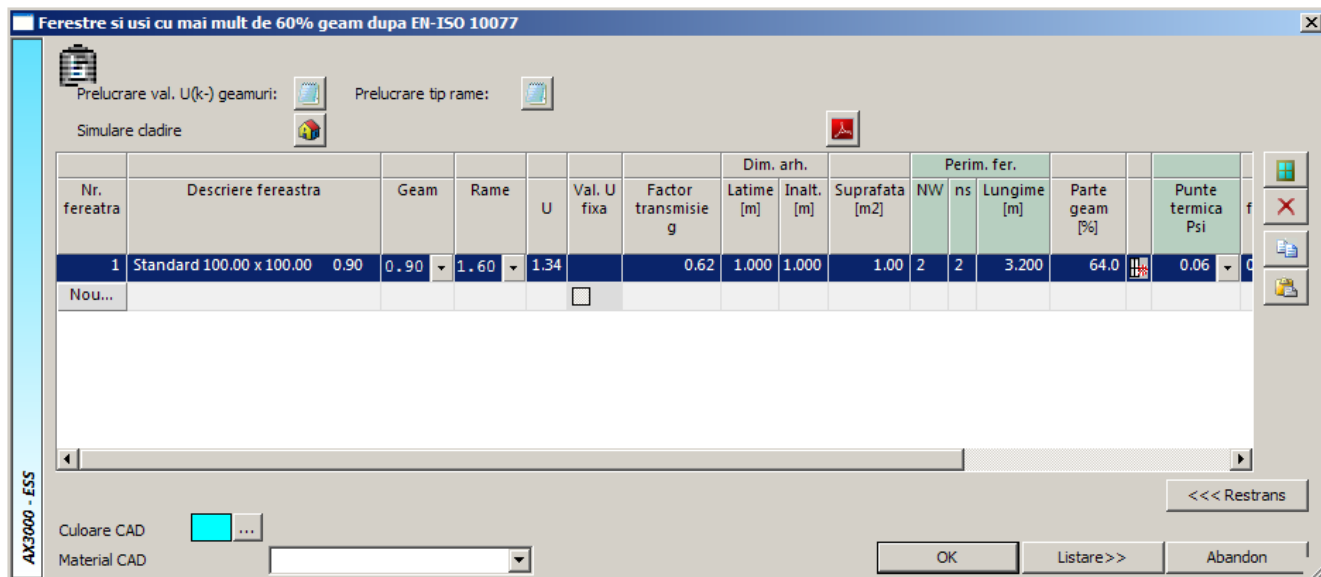 Ferestre si usi cu mai mult de 60% geam dupa EN-ISO 10077
Prelucrare val. U(k-) geamuri: Prelucrare tip rame:
Simulare cladire
Dim. arh. Perim. fer.
Nr. fereatra Descriere fereastra Geam Rame U Val. U fixa Factor transmisie g Latime [m] Inalt. [m] Suprafata [m2] NW ns Lungime [m] Parte geam [%] Punte termica Psi f
1 Standard 100.00 x 100.00 0.90 0.90 1.60 1.34 0.62 1.000 1.000 1.00 2 2 3.200 64.0 0.06 0
Nou...
<<< Restrans
AX3000 - ESS
Culoare CAD ...
Material CAD
OK Listare>> Abandon